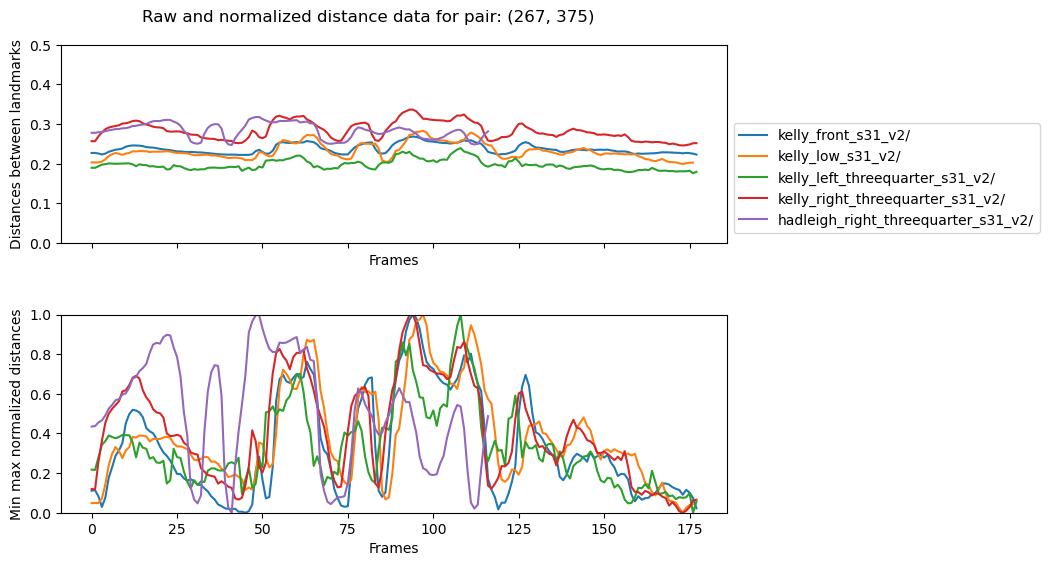 Raw and normalized distance data for pair: (267, 375)
Distances between landmarks
0.5
0.4
0.3
0.2
0.1
0.0
Frames
kelly_front_s31_v2/
kelly_low_s31_v2/
kelly_left_threequarter_s31_v2/
kelly_right_threequarter_s31_v2/
hadleigh_right_threequarter_s31_v2/
Min max normalized distances
1.0
0.8
0.6
0.4
0.2
0.0
0 25 50 75 100 125 150 175
Frames